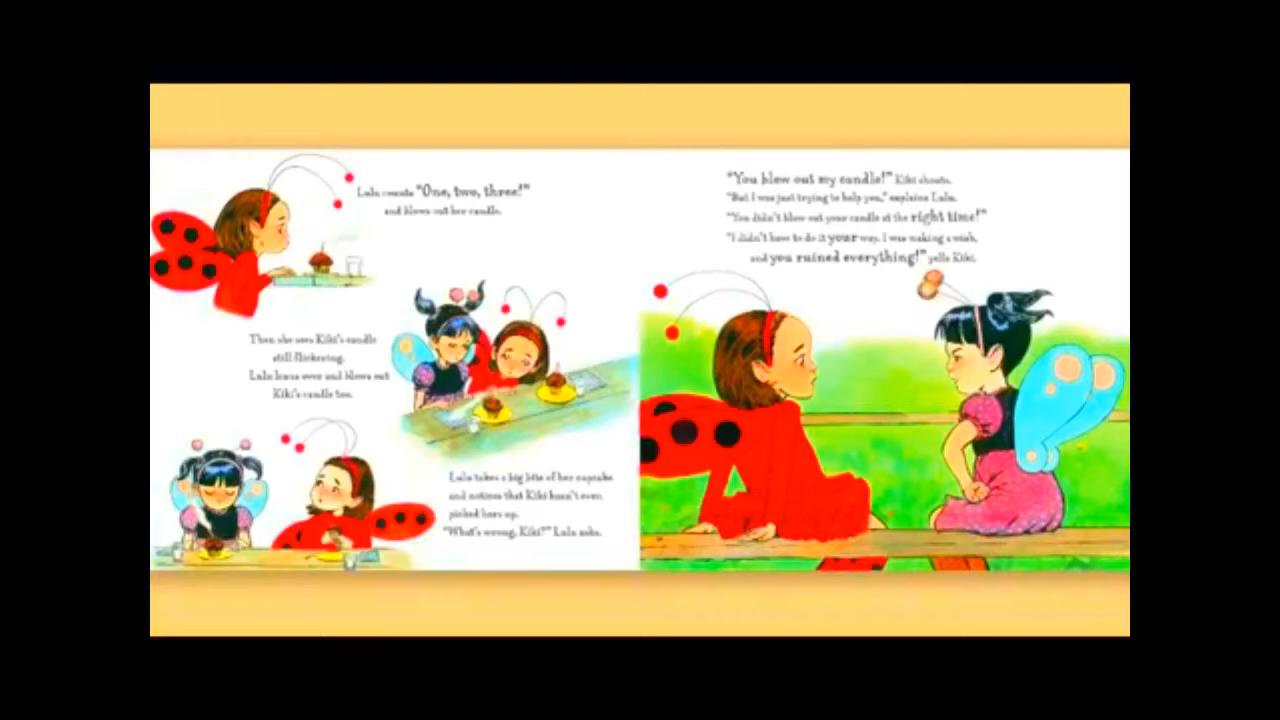 Lulu counts "One, two, three!"
and blows out her candle.
Then she sees Kiki's candle
still flickering.
Lulu leans over and blows out
Kiki's candle too.
Lulu takes a big bite of her cupcake
and notices that Kiki hasn't even
picked hers up.
"What's wrong, Kiki?" Lulu asks.
"You blew out my candle!" Kiki shouts.
"But I was just trying to help you," explains Lulu.
"You didn't blow out your candle at the right time!"
"I didn't have to do it your way. I was making a wish,
and you ruined everything!" yells Kiki.